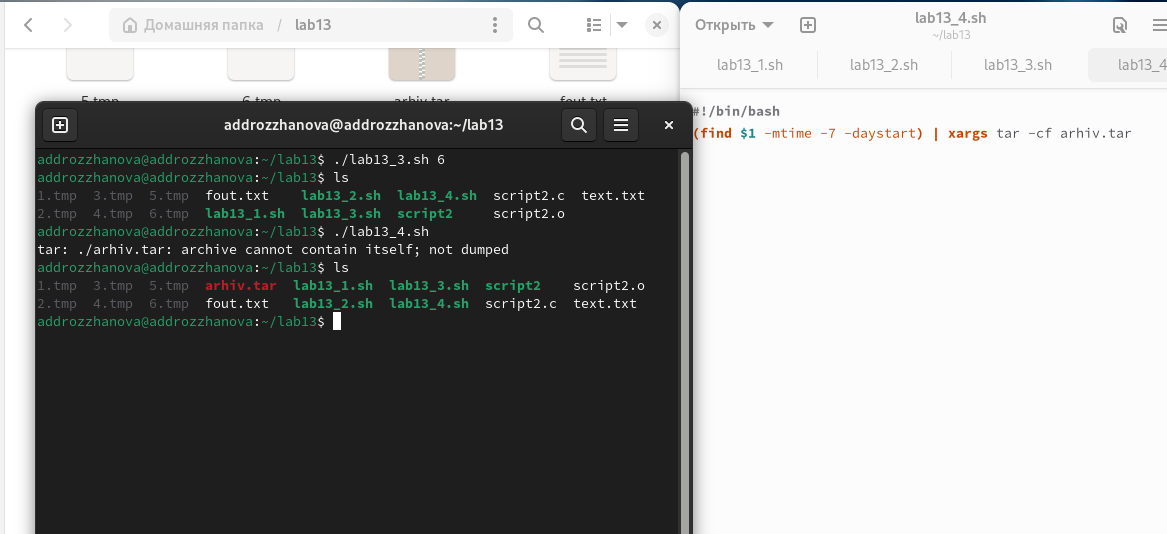 Домашняя папка / lab13
5.tmp 6.tmp arhiv.tar fout.txt
addrozzhanova@addrozzhanova:~/lab13
addrozzhanova@addrozzhanova:~/lab13$ ./lab13_3.sh 6
addrozzhanova@addrozzhanova:~/lab13$ ls
1.tmp 3.tmp 5.tmp fout.txt lab13_2.sh lab13_4.sh script2.c text.txt
2.tmp 4.tmp 6.tmp lab13_1.sh lab13_3.sh script2 script2.o
addrozzhanova@addrozzhanova:~/lab13$ ./lab13_4.sh
tar: ./arhiv.tar: archive cannot contain itself; not dumped
addrozzhanova@addrozzhanova:~/lab13$ ls
1.tmp 3.tmp 5.tmp arhiv.tar lab13_1.sh lab13_3.sh script2 script2.o
2.tmp 4.tmp 6.tmp fout.txt lab13_2.sh lab13_4.sh script2.c text.txt
addrozzhanova@addrozzhanova:~/lab13$
Открыть
lab13_4.sh
~/lab13
lab13_1.sh lab13_2.sh lab13_3.sh lab13_4
#!/bin/bash
(find $1 -mtime -7 -daystart) | xargs tar -cf arhiv.tar